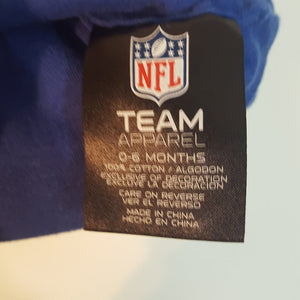 NFL
TEAM
APPAREL
0-6 MONTHS
100% COTTON / ALGODON
EXCLUSIVE OF DECORATION
EXCLUYE LA DECORACIÓN
CARE ON REVERSE
VER EL REVERSO
MADE IN CHINA
HECHO EN CHINA